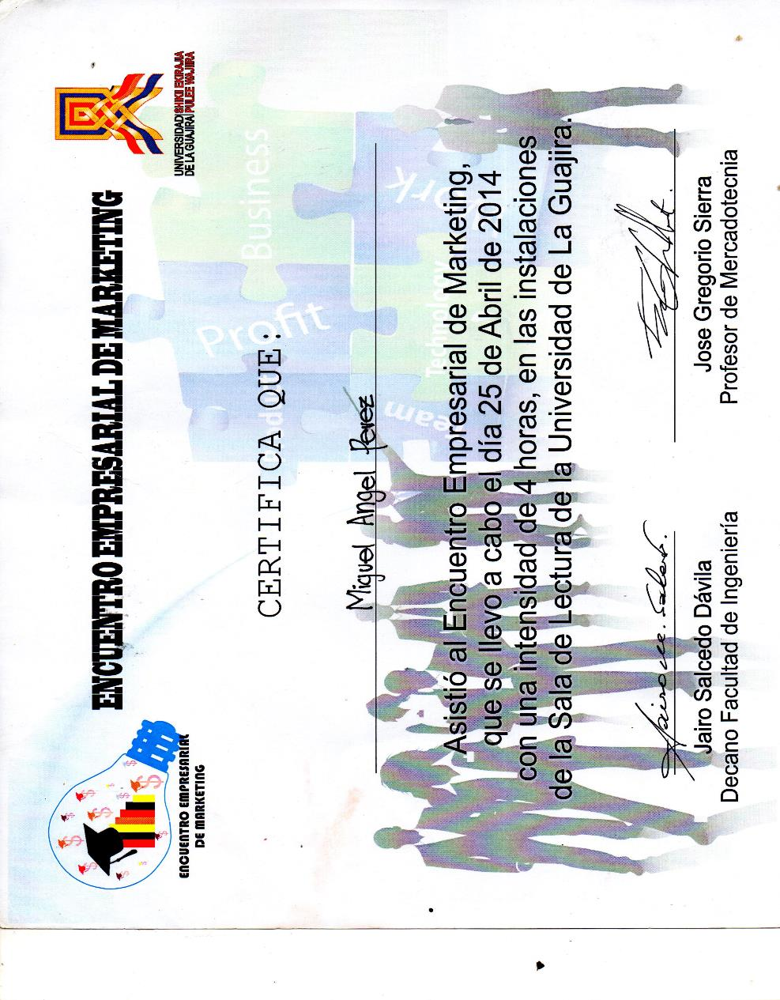 ENCUENTRO EMPRESARIAL DE MARKETING
ENCUENTRO EMPRESARIAL
DE MARKETING
UNIVERSIDAD SHIKI EKIRAJIA
DE LA GUAJIRA PULEE WAJIIRA
Business
Profit
Work
Technology
Team
CERTIFICA QUE:
Miguel Angel Perez
Asistió al Encuentro Empresarial de Marketing,
que se llevo a cabo el día 25 de Abril de 2014
con una intensidad de 4 horas, en las instalaciones
de la Sala de Lectura de la Universidad de La Guajira.
Jairo Salcedo Dávila
Decano Facultad de Ingeniería
Jose Gregorio Sierra
Profesor de Mercadotecnia